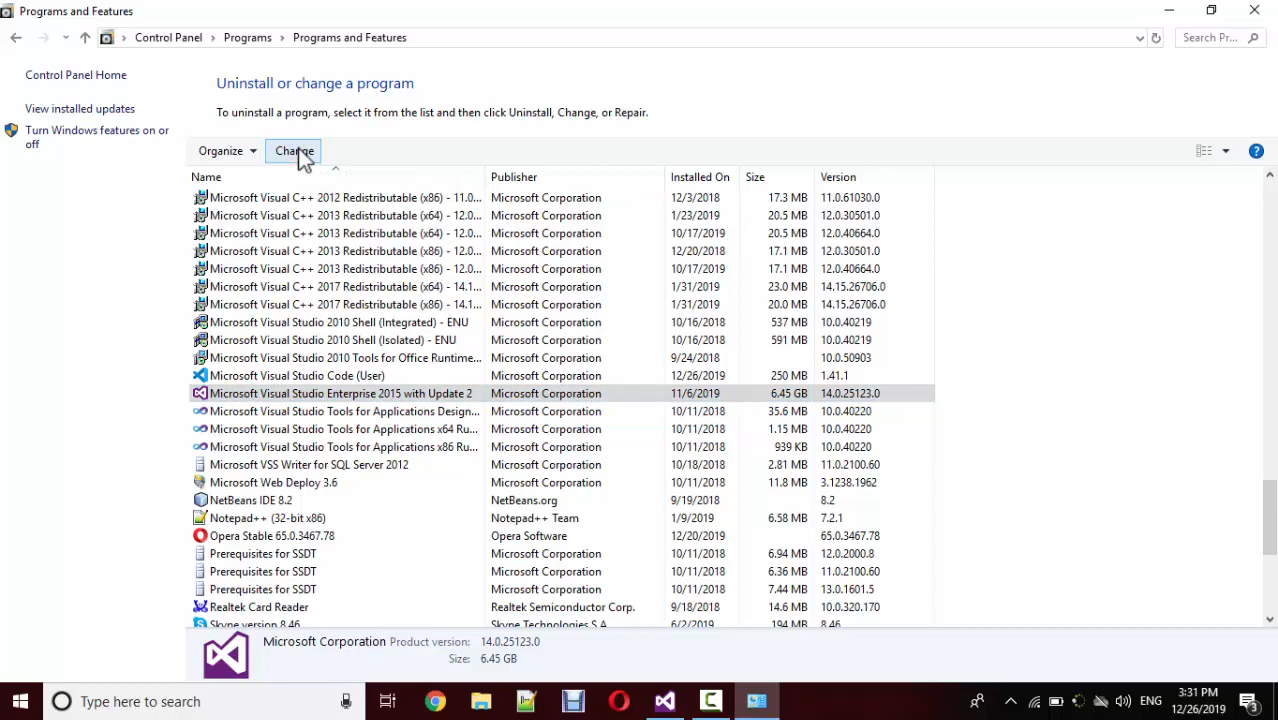 Programs and Features
Control Panel > Programs > Programs and Features
Search Pr...
Control Panel Home
View installed updates
Turn Windows features on or
off
Uninstall or change a program
To uninstall a program, select it from the list and then click Uninstall, Change, or Repair.
Organize Change
Name Publisher Installed On Size Version
Microsoft Visual C++ 2012 Redistributable (x86) - 11.0... Microsoft Corporation 12/3/2018 17.3 MB 11.0.61030.0
Microsoft Visual C++ 2013 Redistributable (x64) - 12.0... Microsoft Corporation 1/23/2019 20.5 MB 12.0.30501.0
Microsoft Visual C++ 2013 Redistributable (x64) - 12.0... Microsoft Corporation 10/17/2019 20.5 MB 12.0.40664.0
Microsoft Visual C++ 2013 Redistributable (x86) - 12.0... Microsoft Corporation 12/20/2018 17.1 MB 12.0.30501.0
Microsoft Visual C++ 2013 Redistributable (x86) - 12.0... Microsoft Corporation 10/17/2019 17.1 MB 12.0.40664.0
Microsoft Visual C++ 2017 Redistributable (x64) - 14.1... Microsoft Corporation 1/31/2019 23.0 MB 14.15.26706.0
Microsoft Visual C++ 2017 Redistributable (x86) - 14.1... Microsoft Corporation 1/31/2019 20.0 MB 14.15.26706.0
Microsoft Visual Studio 2010 Shell (Integrated) - ENU Microsoft Corporation 10/16/2018 537 MB 10.0.40219
Microsoft Visual Studio 2010 Shell (Isolated) - ENU Microsoft Corporation 10/16/2018 591 MB 10.0.40219
Microsoft Visual Studio 2010 Tools for Office Runtime... Microsoft Corporation 9/24/2018 10.0.50903
Microsoft Visual Studio Code (User) Microsoft Corporation 12/26/2019 250 MB 1.41.1
Microsoft Visual Studio Enterprise 2015 with Update 2 Microsoft Corporation 11/6/2019 6.45 GB 14.0.25123.0
Microsoft Visual Studio Tools for Applications Design... Microsoft Corporation 10/11/2018 35.6 MB 10.0.40220
Microsoft Visual Studio Tools for Applications x64 Ru... Microsoft Corporation 10/11/2018 1.15 MB 10.0.40220
Microsoft Visual Studio Tools for Applications x86 Ru... Microsoft Corporation 10/11/2018 939 KB 10.0.40220
Microsoft VSS Writer for SQL Server 2012 Microsoft Corporation 10/18/2018 2.81 MB 11.0.2100.60
Microsoft Web Deploy 3.6 Microsoft Corporation 10/11/2018 11.8 MB 3.1238.1962
NetBeans IDE 8.2 NetBeans.org 9/19/2018 8.2
Notepad++ (32-bit x86) Notepad++ Team 1/9/2019 6.58 MB 7.2.1
Opera Stable 65.0.3467.78 Opera Software 12/20/2019 65.0.3467.78
Prerequisites for SSDT Microsoft Corporation 10/11/2018 6.94 MB 12.0.2000.8
Prerequisites for SSDT Microsoft Corporation 10/11/2018 6.36 MB 11.0.2100.60
Prerequisites for SSDT Microsoft Corporation 10/11/2018 7.44 MB 13.0.1601.5
Realtek Card Reader Realtek Semiconductor Corp. 9/18/2018 14.6 MB 10.0.320.170
Skype version 8.46 Skype Technologies S.A. 6/2/2019 194 MB 8.46
Microsoft Corporation Product version: 14.0.25123.0
Size: 6.45 GB
Type here to search
ENG
3:31 PM
12/26/2019
3